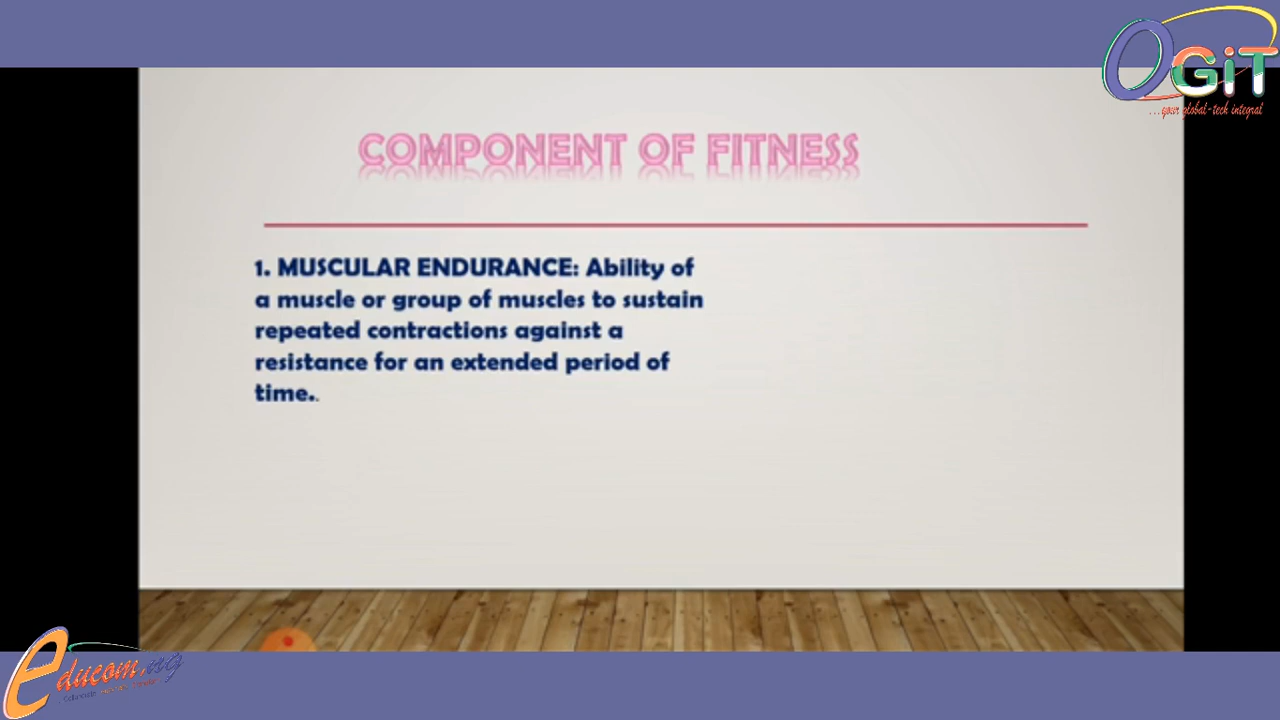 OGiT
...your global-tech integral
COMPONENT OF FITNESS
1. MUSCULAR ENDURANCE: Ability of
a muscle or group of muscles to sustain
repeated contractions against a
resistance for an extended period of
time..
educom.ng